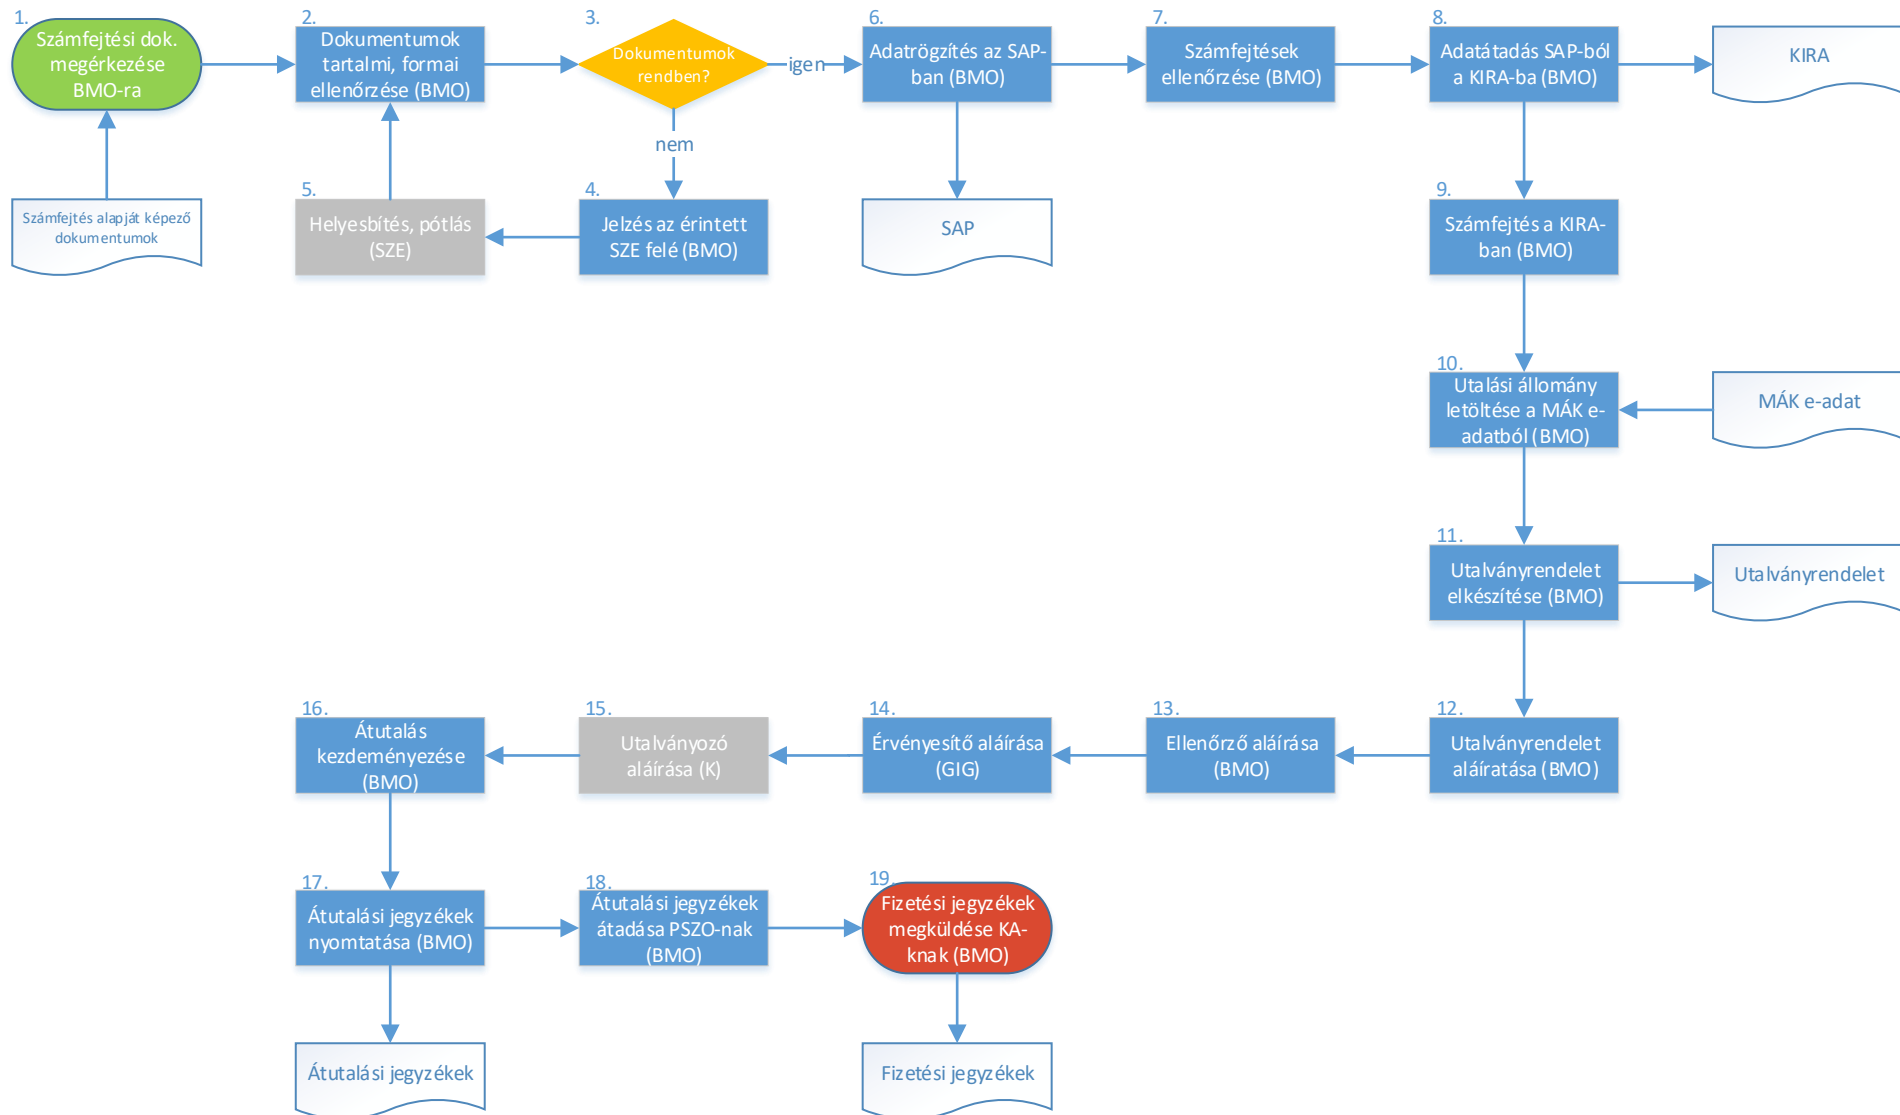 1.
Számfejtési dok.
megérkezése
BMO-ra
2.
Dokumentumok
tartalmi, formai
ellenőrzése (BMO)
3.
Dokumentumok
rendben?
igen
nem
6.
Adatrögzítés az SAP-
ban (BMO)
7.
Számfejtések
ellenőrzése (BMO)
8.
Adatátadás SAP-ból
a KIRA-ba (BMO)
KIRA
Számfejtés alapját képező
dokumentumok
5.
Helyesbítés, pótlás
(SZE)
4.
Jelzés az érintett
SZE felé (BMO)
SAP
9.
Számfejtés a KIRA-
ban (BMO)
10.
Utalási állomány
letöltése a MÁK e-
adatból (BMO)
MÁK e-adat
11.
Utalványrendelet
elkészítése (BMO)
Utalványrendelet
16.
Átutalás
kezdeményezése
(BMO)
15.
Utalványozó
aláírása (K)
14.
Érvényesítő aláírása
(GIG)
13.
Ellenőrző aláírása
(BMO)
12.
Utalványrendelet
aláíratása (BMO)
17.
Átutalási jegyzékek
nyomtatása (BMO)
18.
Átutalási jegyzékek
átadása PSZO-nak
(BMO)
19.
Fizetési jegyzékek
megküldése KA-
knak (BMO)
Átutalási jegyzékek
Fizetési jegyzékek